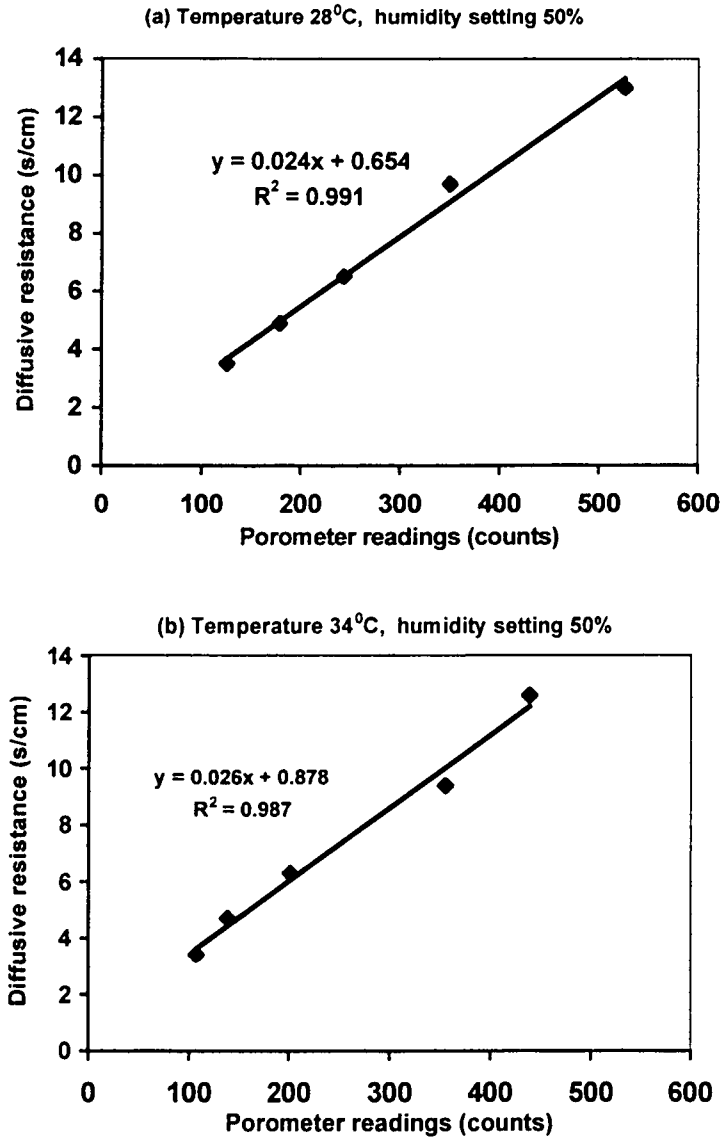 (a) Temperature 28⁰C, humidity setting 50%
14
12
10
8
6
4
2
0
Diffusive resistance (s/cm)
y = 0.024x + 0.654
R² = 0.991
0 100 200 300 400 500 600
Porometer readings (counts)
(b) Temperature 34⁰C, humidity setting 50%
14
12
10
8
6
4
2
0
Diffusive resistance (s/cm)
y = 0.026x + 0.878
R² = 0.987
0 100 200 300 400 500 600
Porometer readings (counts)